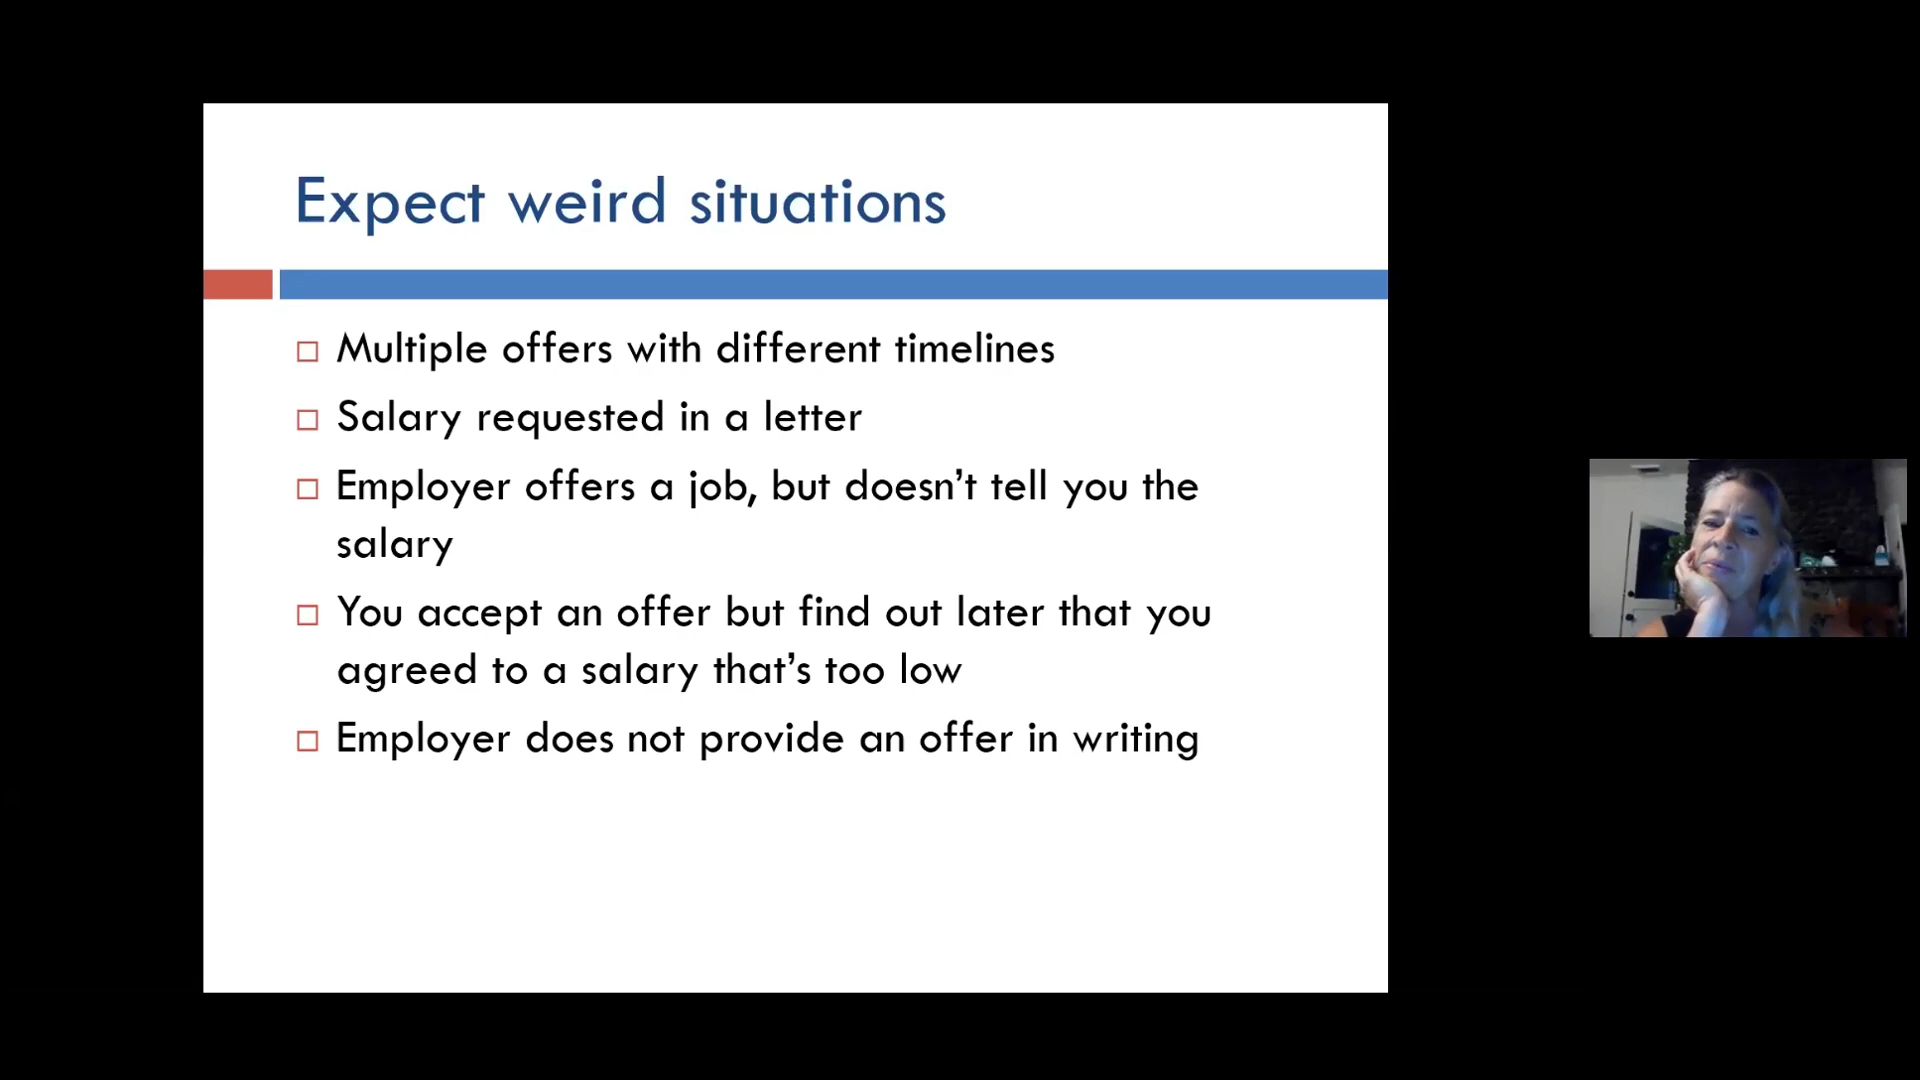 Expect weird situations
Multiple offers with different timelines
Salary requested in a letter
Employer offers a job, but doesn’t tell you the
salary
You accept an offer but find out later that you
agreed to a salary that’s too low
Employer does not provide an offer in writing